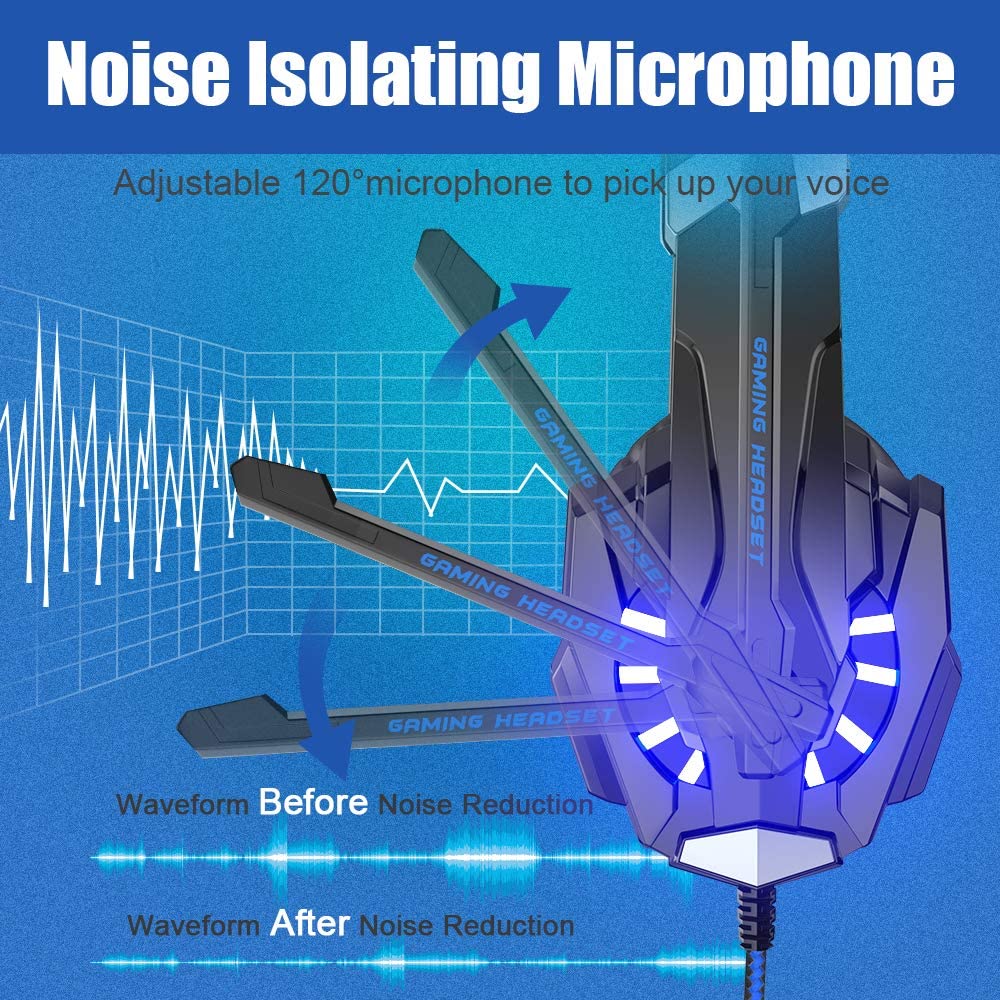 Noise Isolating Microphone
Adjustable 120°microphone to pick up your voice
GAMING HEADSET
GAMING HEADSET
GAMING HEADSET
GAMING HEADSET
Waveform Before Noise Reduction
Waveform After Noise Reduction